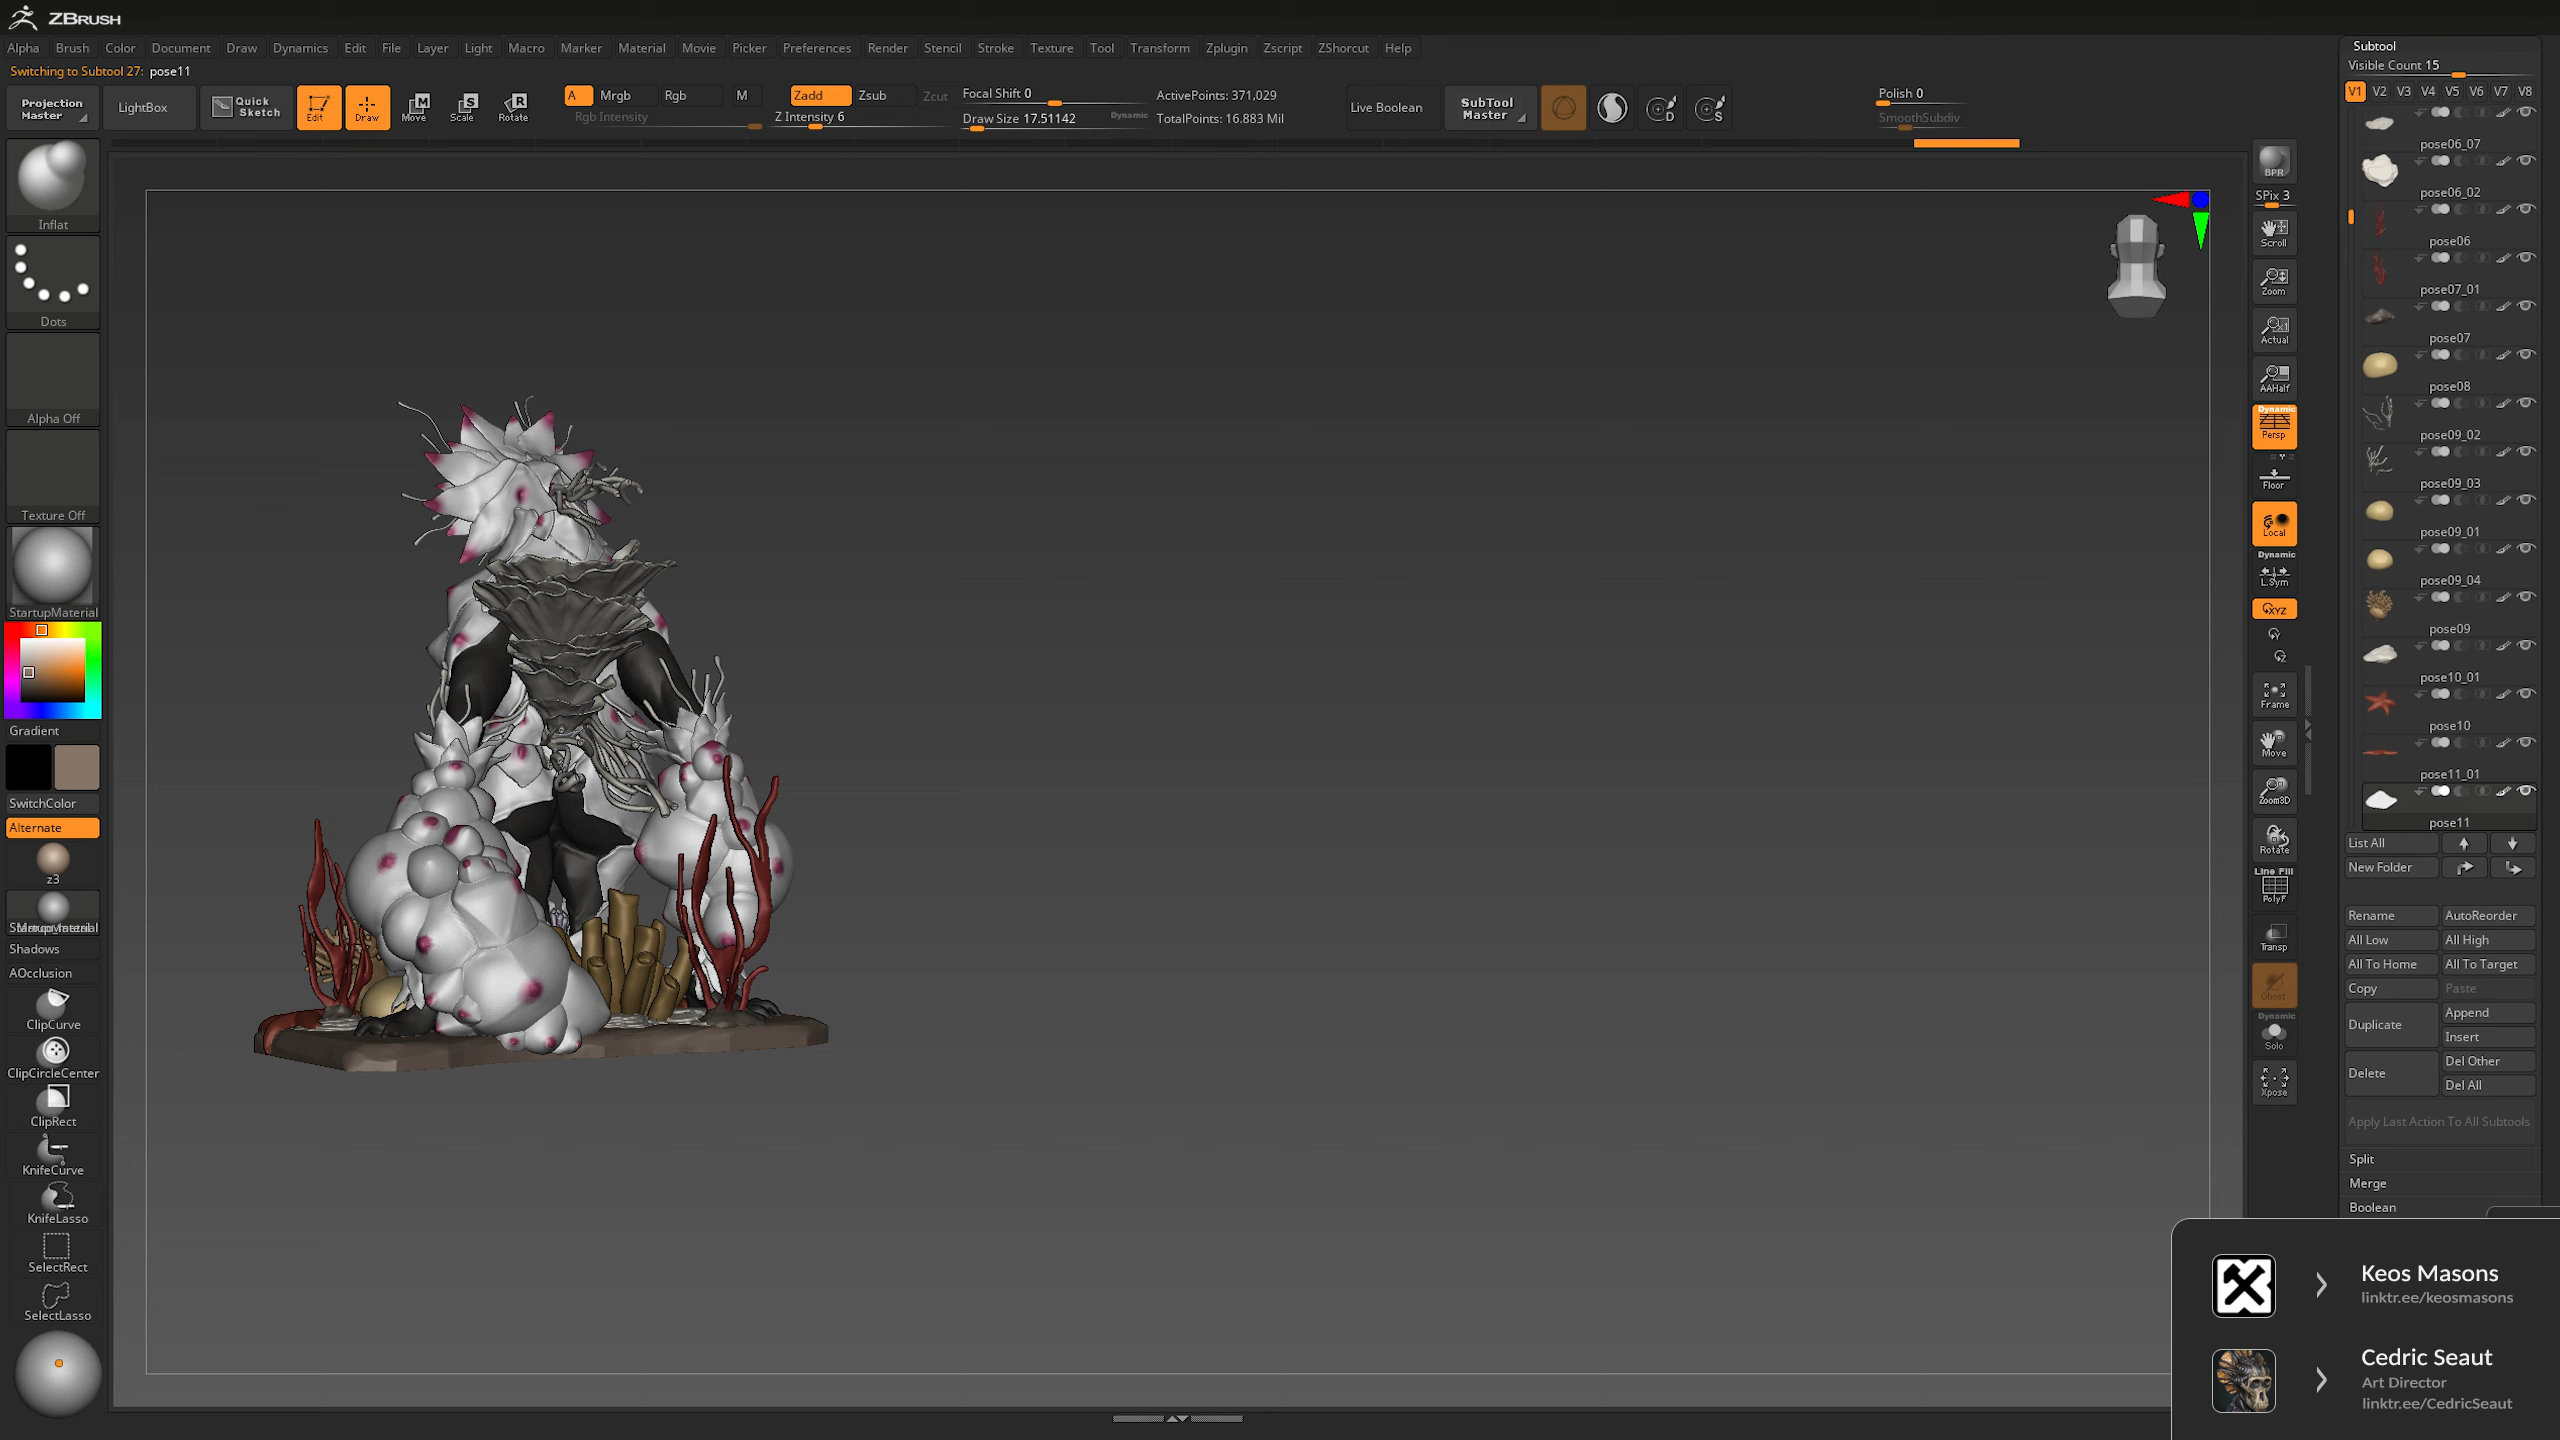 ZBRUSH
Alpha Brush Color Document Draw Dynamics Edit File Layer Light Macro Marker Material Movie Picker Preferences Render Stencil Stroke Texture Tool Transform Zplugin Zscript ZShorcut Help
Switching to Subtool 27: pose11
Projection Master
LightBox
Quick Sketch
Edit
Draw
Move
Scale
Rotate
A Mrgb Rgb M
Rgb Intensity
Zadd Zsub Zcut
Z Intensity 6
Focal Shift 0
Draw Size 17.51142
Dynamic
ActivePoints: 371,029
TotalPoints: 16.883 Mil
Live Boolean
SubTool Master
Polish 0
SmoothSubdiv
Inflat
Dots
Alpha Off
Texture Off
StartupMaterial
Gradient
SwitchColor
Alternate
z3
Shadows
AOcclusion
ClipCurve
ClipCircleCenter
ClipRect
KnifeCurve
KnifeLasso
SelectRect
SelectLasso
BPR
SPix 3
Scroll
Zoom
Actual
AAHalf
Dynamic
Persp
Floor
Local
Dynamic
L.Sym
XYZ
Frame
Move
Zoom3D
Rotate
Line Fill
PolyF
Transp
Ghost
Dynamic
Solo
Xpose
Subtool
Visible Count 15
V1 V2 V3 V4 V5 V6 V7 V8
pose06_07
pose06_02
pose06
pose07_01
pose07
pose08
pose09_02
pose09_03
pose09_01
pose09_04
pose09
pose10_01
pose10
pose11_01
pose11
List All
New Folder
Rename AutoReorder
All Low All High
All To Home All To Target
Copy Paste
Duplicate Append
Insert
Delete Del Other
Del All
Apply Last Action To All Subtools
Split
Merge
Boolean
Keos Masons
linktr.ee/keosmasons
Cedric Seaut
Art Director
linktr.ee/CedricSeaut